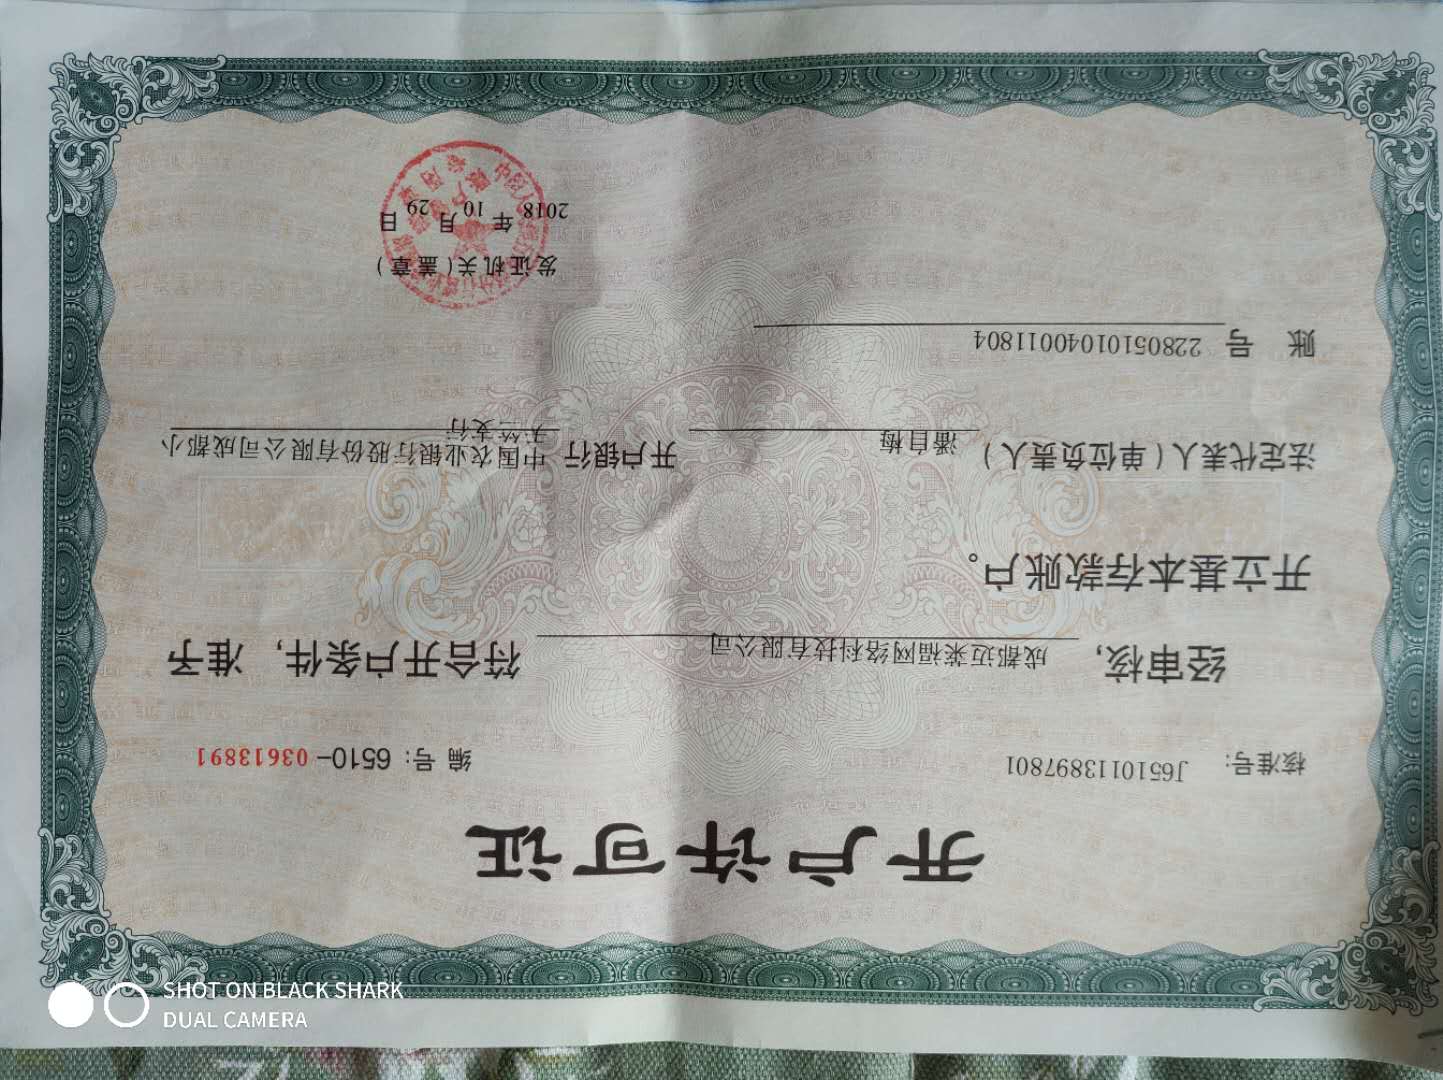 开户许可证
核准号: J6510113897801 编 号: 6510-03613891
经审核, 成都迈莱福网络科技有限公司 符合开户条件, 准予
开立基本存款账户。
法定代表人(单位负责人) 潘自梅 开户银行 中国农业银行股份有限公司成都小
天竺支行
账 号 22805101040011804
发证机关(盖章)
2018 年 10 月 29 日
SHOT ON BLACK SHARK
DUAL CAMERA